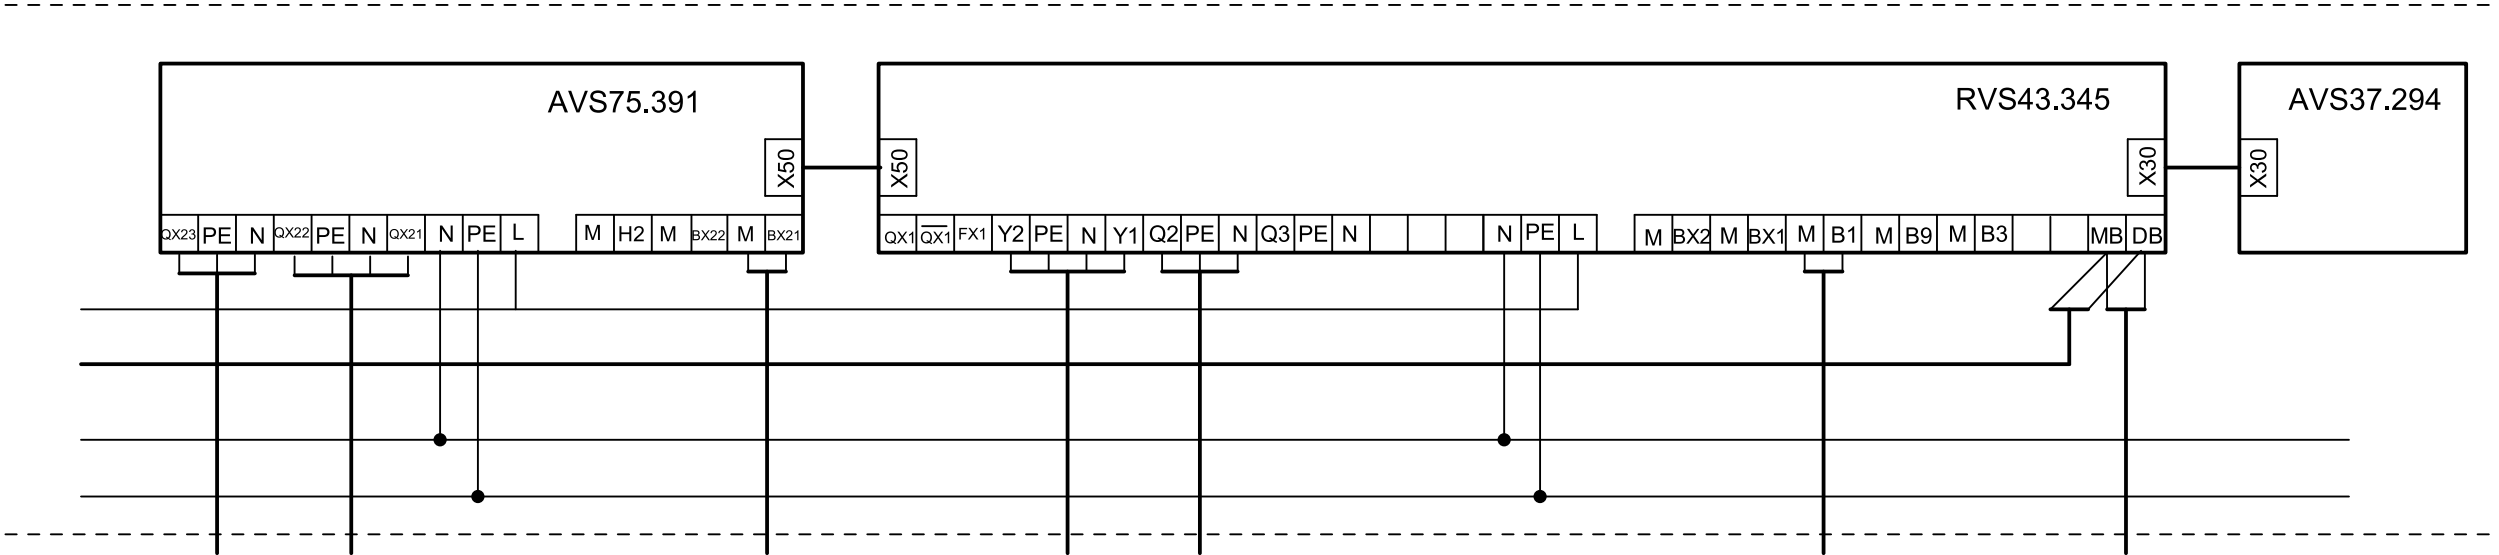 AVS75.391
RVS43.345
AVS37.294
X50
X50
X30
X30
QX23 PE N QX22 PE N QX21 N PE L
M H2 M BX22 M BX21
QX1 QX1 FX1 Y2 PE N Y1 Q2 PE N Q3 PE N N PE L
M BX2 M BX1 M B1 M B9 M B3 MB DB